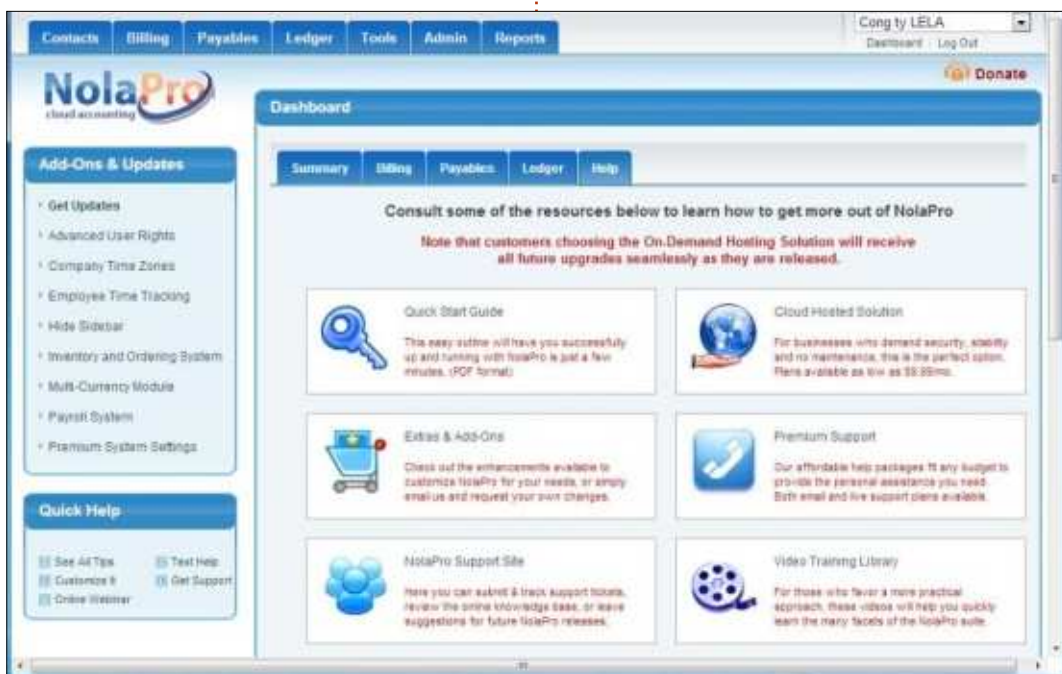 Contacts Billing Payables Ledger Tools Admin Reports
Cong ty LELA
Dashboard Log Out
Donate
NolaPro
cloud accounting
Dashboard
Add-Ons & Updates
Get Updates
Advanced User Rights
Company Time Zones
Employee Time Tracking
Hide Sidebar
Inventory and Ordering System
Multi-Currency Module
Payroll System
Premium System Settings
Quick Help
See All Tips Text Help
Customize It Get Support
Online Webinar
Summary Billing Payables Ledger Help
Consult some of the resources below to learn how to get more out of NolaPro
Note that customers choosing the On-Demand Hosting Solution will receive
all future upgrades seamlessly as they are released.
Quick Start Guide
This easy outline will have you successfully
up and running with NolaPro is just a few
minutes. (PDF format)
Cloud Hosted Solution
For businesses who demand security, stability
and no maintenance, this is the perfect option.
Plans available as low as $9.99/mo.
Extras & Add-Ons
Check out the enhancements available to
customize NolaPro for your needs, or simply
email us and request your own changes.
Premium Support
Our affordable help packages fit any budget to
provide the personal assistance you need.
Both email and live support plans available.
NolaPro Support Site
Here you can submit & track support tickets,
review the online knowledge base, or leave
suggestions for future NolaPro releases.
Video Training Library
For those who favor a more practical
approach, these videos will help you quickly
learn the many facets of the NolaPro suite.